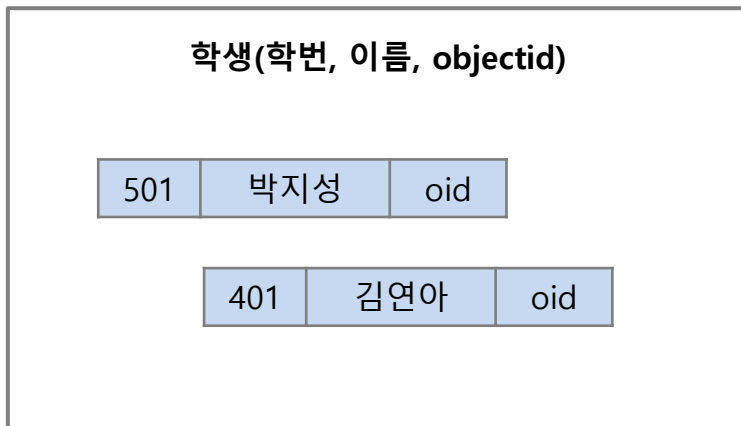 학생(학번, 이름, objectid)
501 박지성 oid
401 김연아 oid